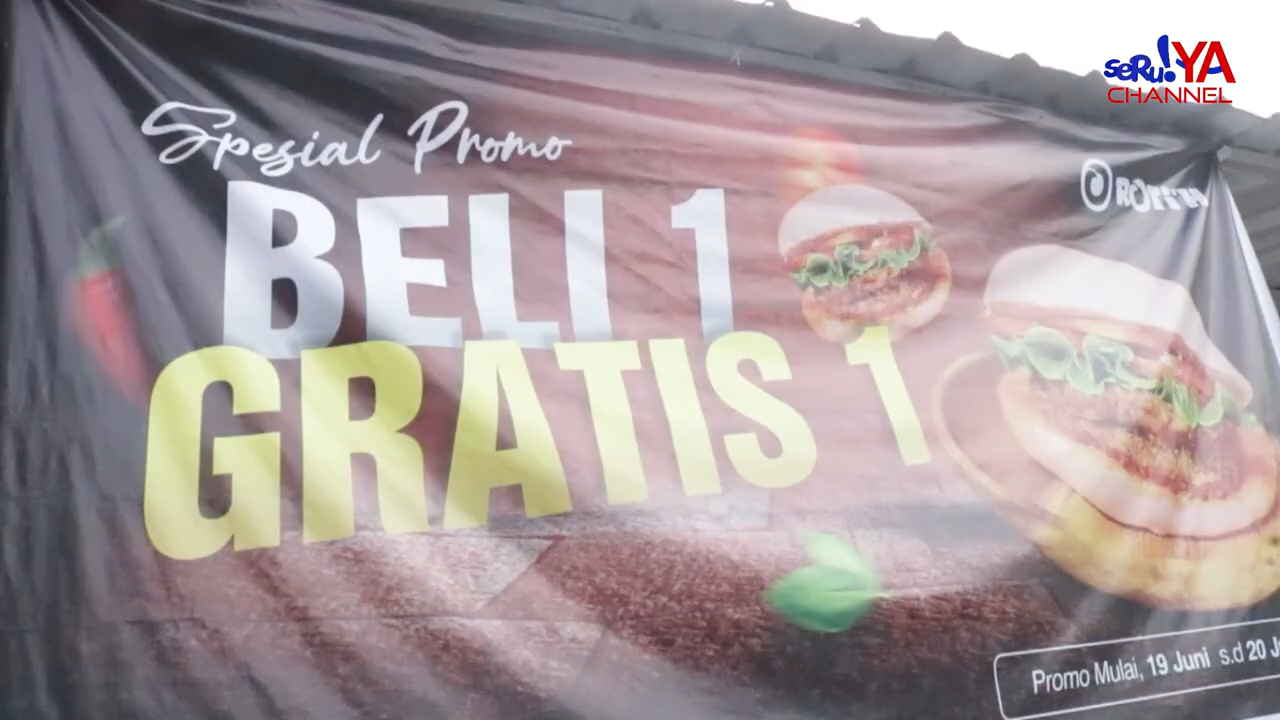 seRu!YA
CHANNEL
Spesial Promo
BELI 1
GRATIS 1
Promo Mulai, 19 Juni s.d 20